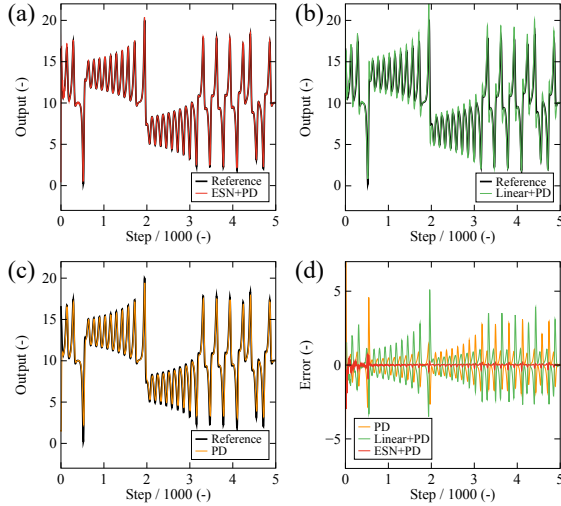 (a)
20
15
10
5
0
Output (-)
Reference
ESN+PD
0 1 2 3 4 5
Step / 1000 (-)
(b)
20
15
10
5
0
Output (-)
Reference
Linear+PD
0 1 2 3 4 5
Step / 1000 (-)
(c)
20
15
10
5
0
Output (-)
Reference
PD
0 1 2 3 4 5
Step / 1000 (-)
(d)
5
0
−5
Error (-)
PD
Linear+PD
ESN+PD
0 1 2 3 4 5
Step / 1000 (-)